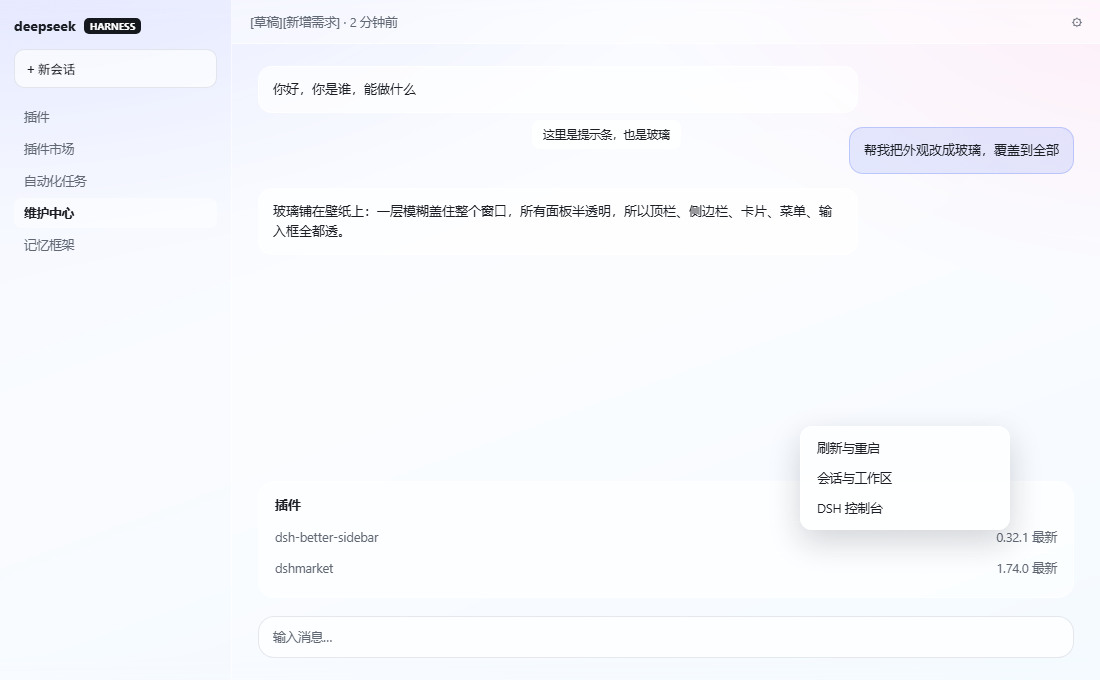 deepseek HARNESS
+ 新会话
插件
插件市场
自动化任务
维护中心
记忆框架
[草稿][新增需求] · 2 分钟前
你好，你是谁，能做什么
这里是提示条，也是玻璃
帮我把外观改成玻璃，覆盖到全部
玻璃铺在壁纸上：一层模糊盖住整个窗口，所有面板半透明，所以顶栏、侧边栏、卡片、菜单、输
入框全都透。
刷新与重启
会话与工作区
DSH 控制台
插件
dsh-better-sidebar 0.32.1 最新
dshmarket 1.74.0 最新
输入消息...